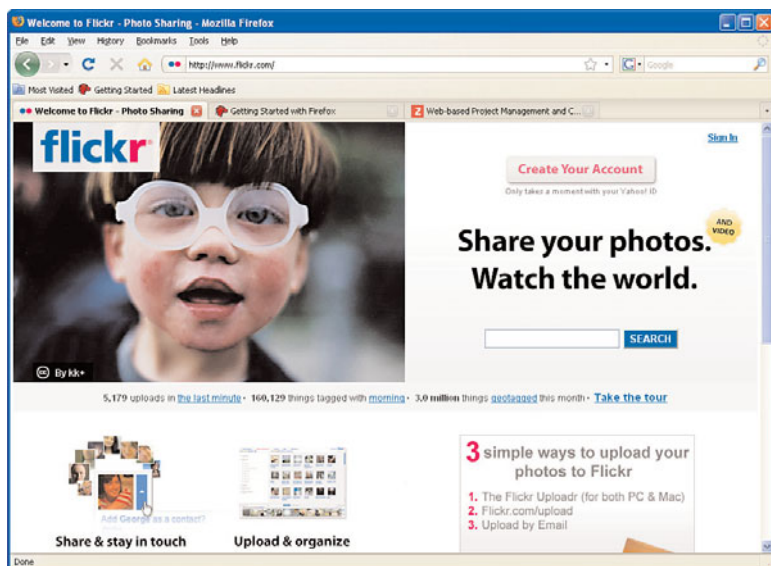 Welcome to Flickr - Photo Sharing - Mozilla Firefox
File Edit View History Bookmarks Tools Help
http://www.flickr.com/
Google
Most Visited Getting Started Latest Headlines
Welcome to Flickr - Photo Sharing Getting Started with Firefox Web-based Project Management and C...
flickr
Sign In
Create Your Account
Only takes a moment with your Yahoo! ID
AND
VIDEO
Share your photos.
Watch the world.
SEARCH
cc By kk+
5,179 uploads in the last minute · 160,129 things tagged with morning · 3.0 million things geotagged this month · Take the tour
3 simple ways to upload your
photos to Flickr
1. The Flickr Uploadr (for both PC & Mac)
2. Flickr.com/upload
3. Upload by Email
Add George as a contact?
Share & stay in touch Upload & organize
Done